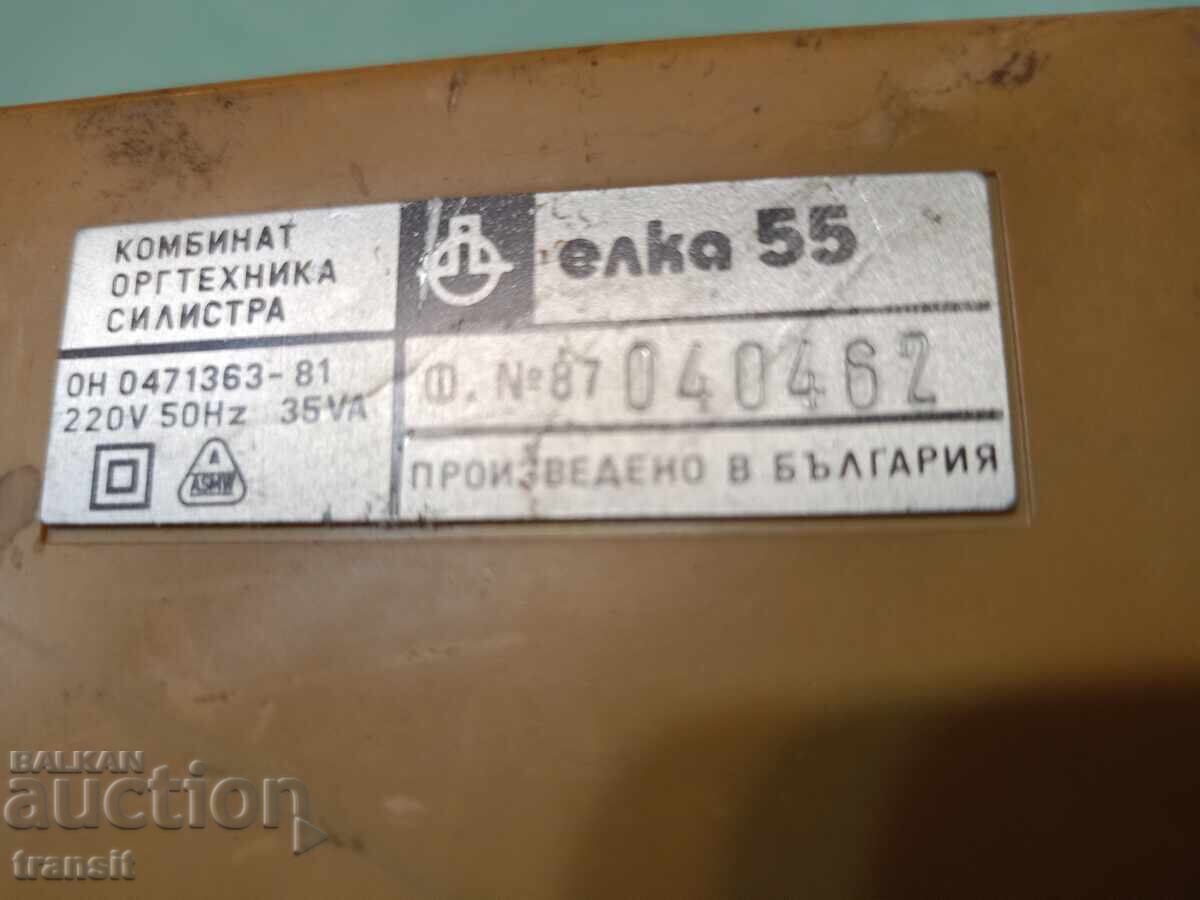 КОМБИНАТ
ОРГТЕХНИКА
СИЛИСТРА
елка 55
ОН 0471363-81
220V 50Hz 35VA
Ф. №87 040462
ASMW
ПРОИЗВЕДЕНО В БЪЛГАРИЯ
BALKAN
auction
transit